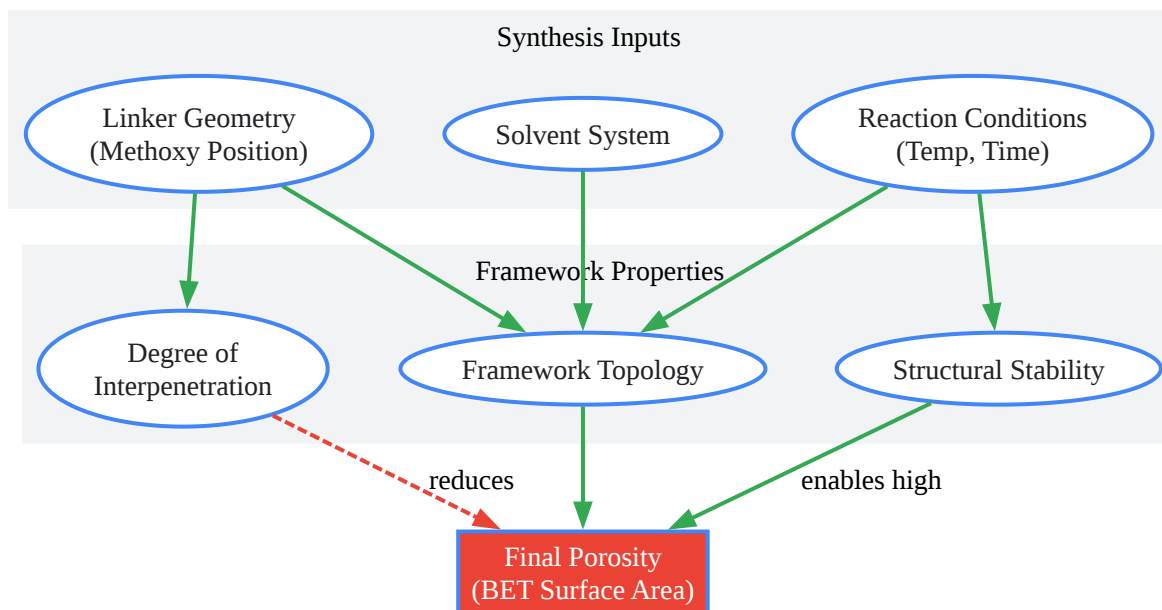 Synthesis Inputs
Linker Geometry
(Methoxy Position)
Solvent System
Reaction Conditions
(Temp, Time)
Framework Properties
Degree of
Interpenetration
Framework Topology
Structural Stability
reduces
enables high
Final Porosity
(BET Surface Area)